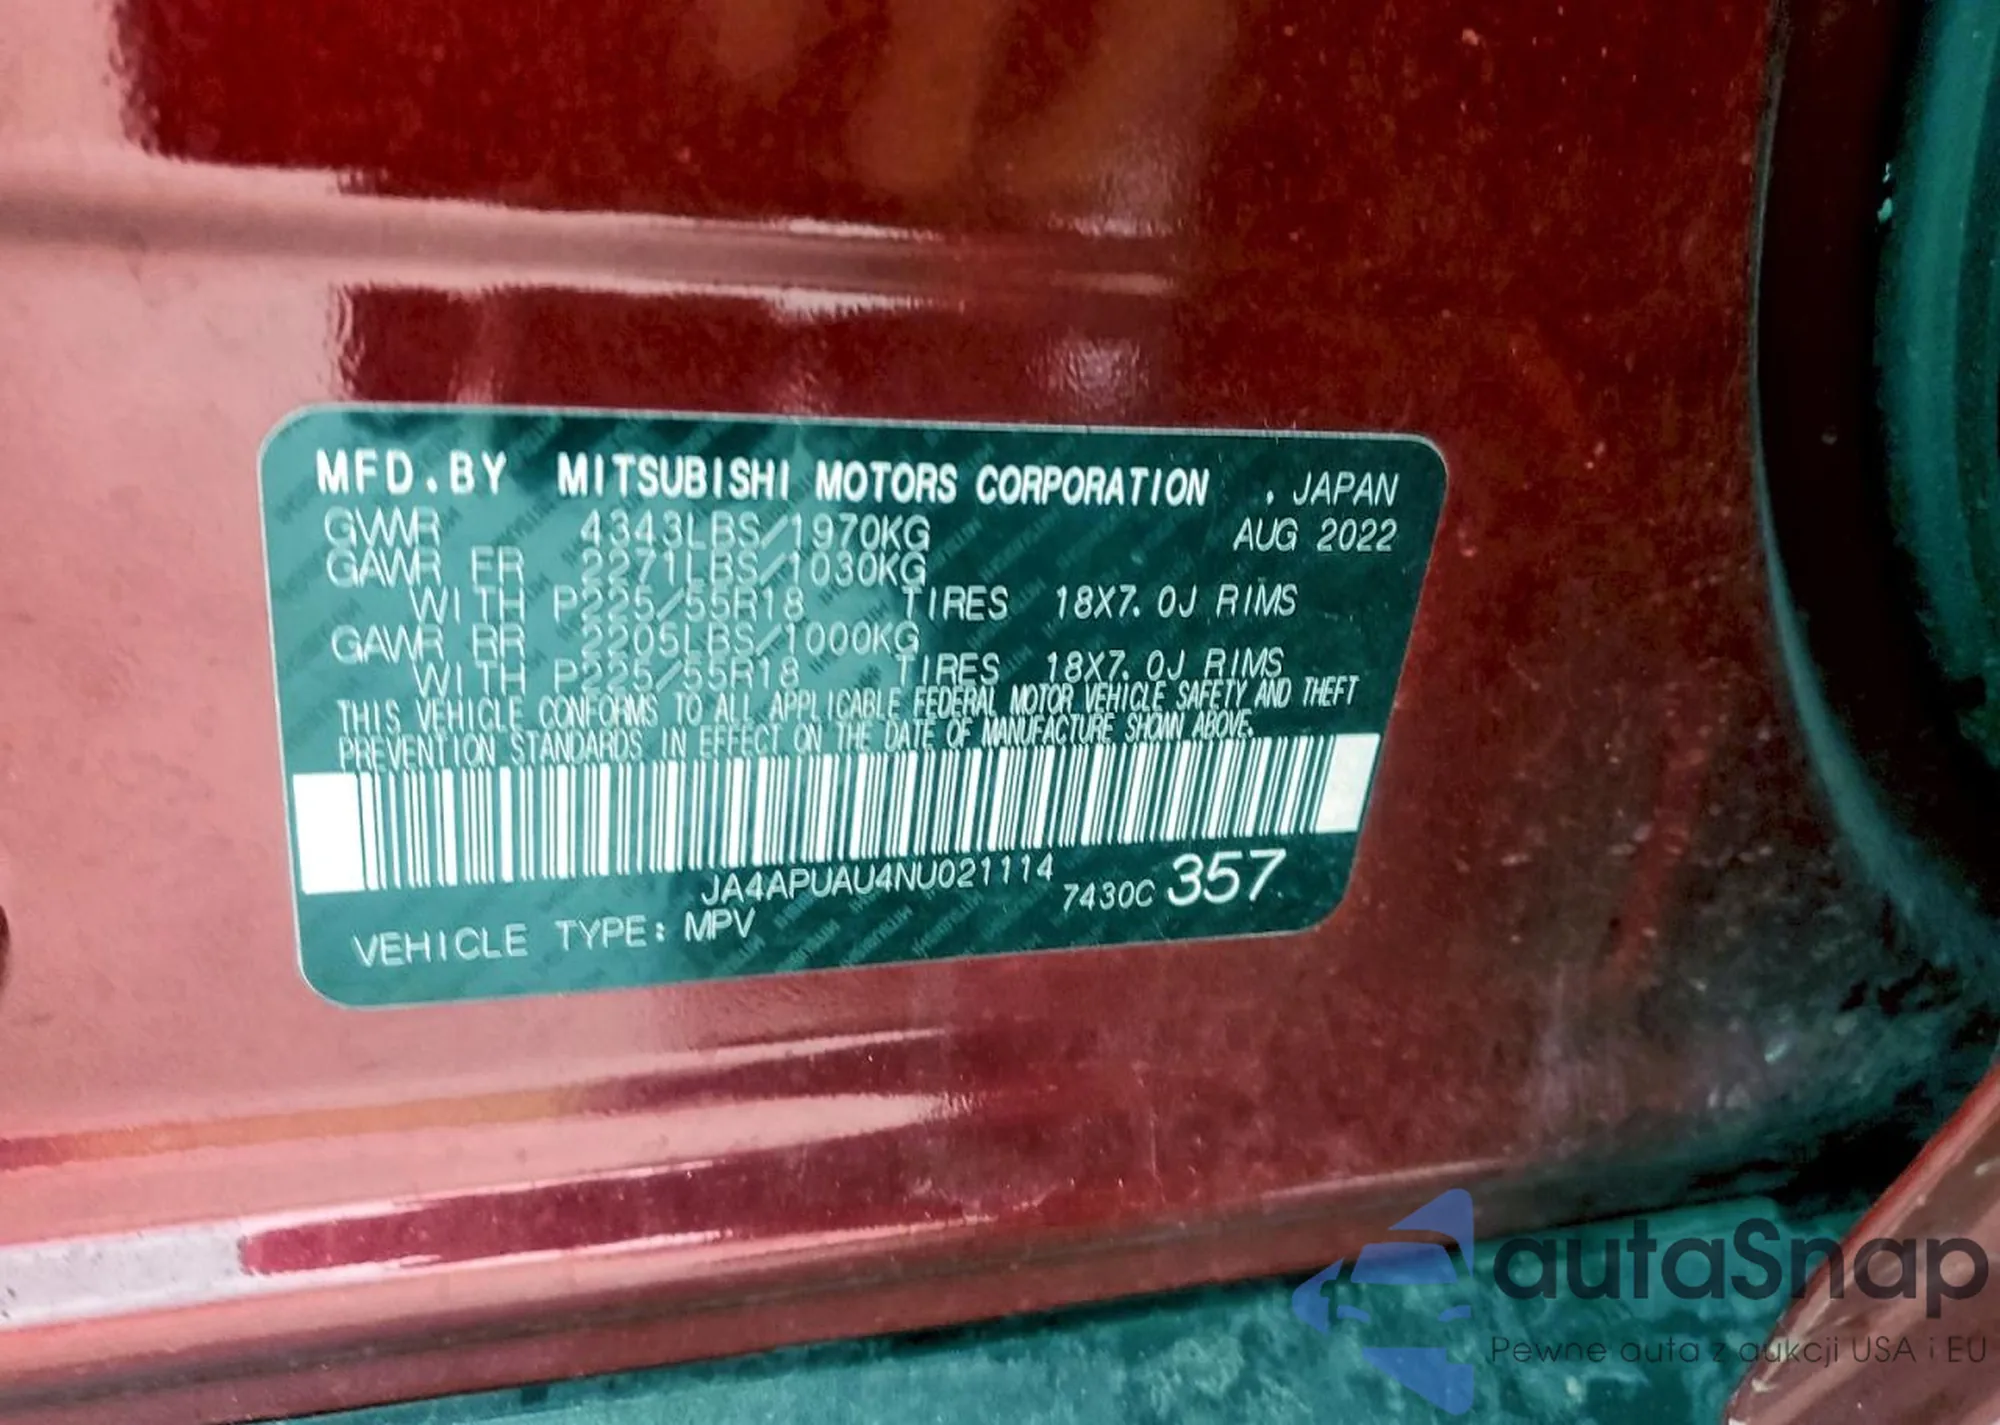 MFD.BY MITSUBISHI MOTORS CORPORATION . JAPAN
GVWR 4343LBS/1970KG AUG 2022
GAWR FR 2271LBS/1030KG
WITH P225/55R18 TIRES 18X7.0J RIMS
GAWR RR 2205LBS/1000KG
WITH P225/55R18 TIRES 18X7.0J RIMS
THIS VEHICLE CONFORMS TO ALL APPLICABLE FEDERAL MOTOR VEHICLE SAFETY AND THEFT
PREVENTION STANDARDS IN EFFECT ON THE DATE OF MANUFACTURE SHOWN ABOVE.
JA4APUAU4NU021114 7430C 357
VEHICLE TYPE: MPV
autaSnap
Pewne auta z aukcji USA i EU